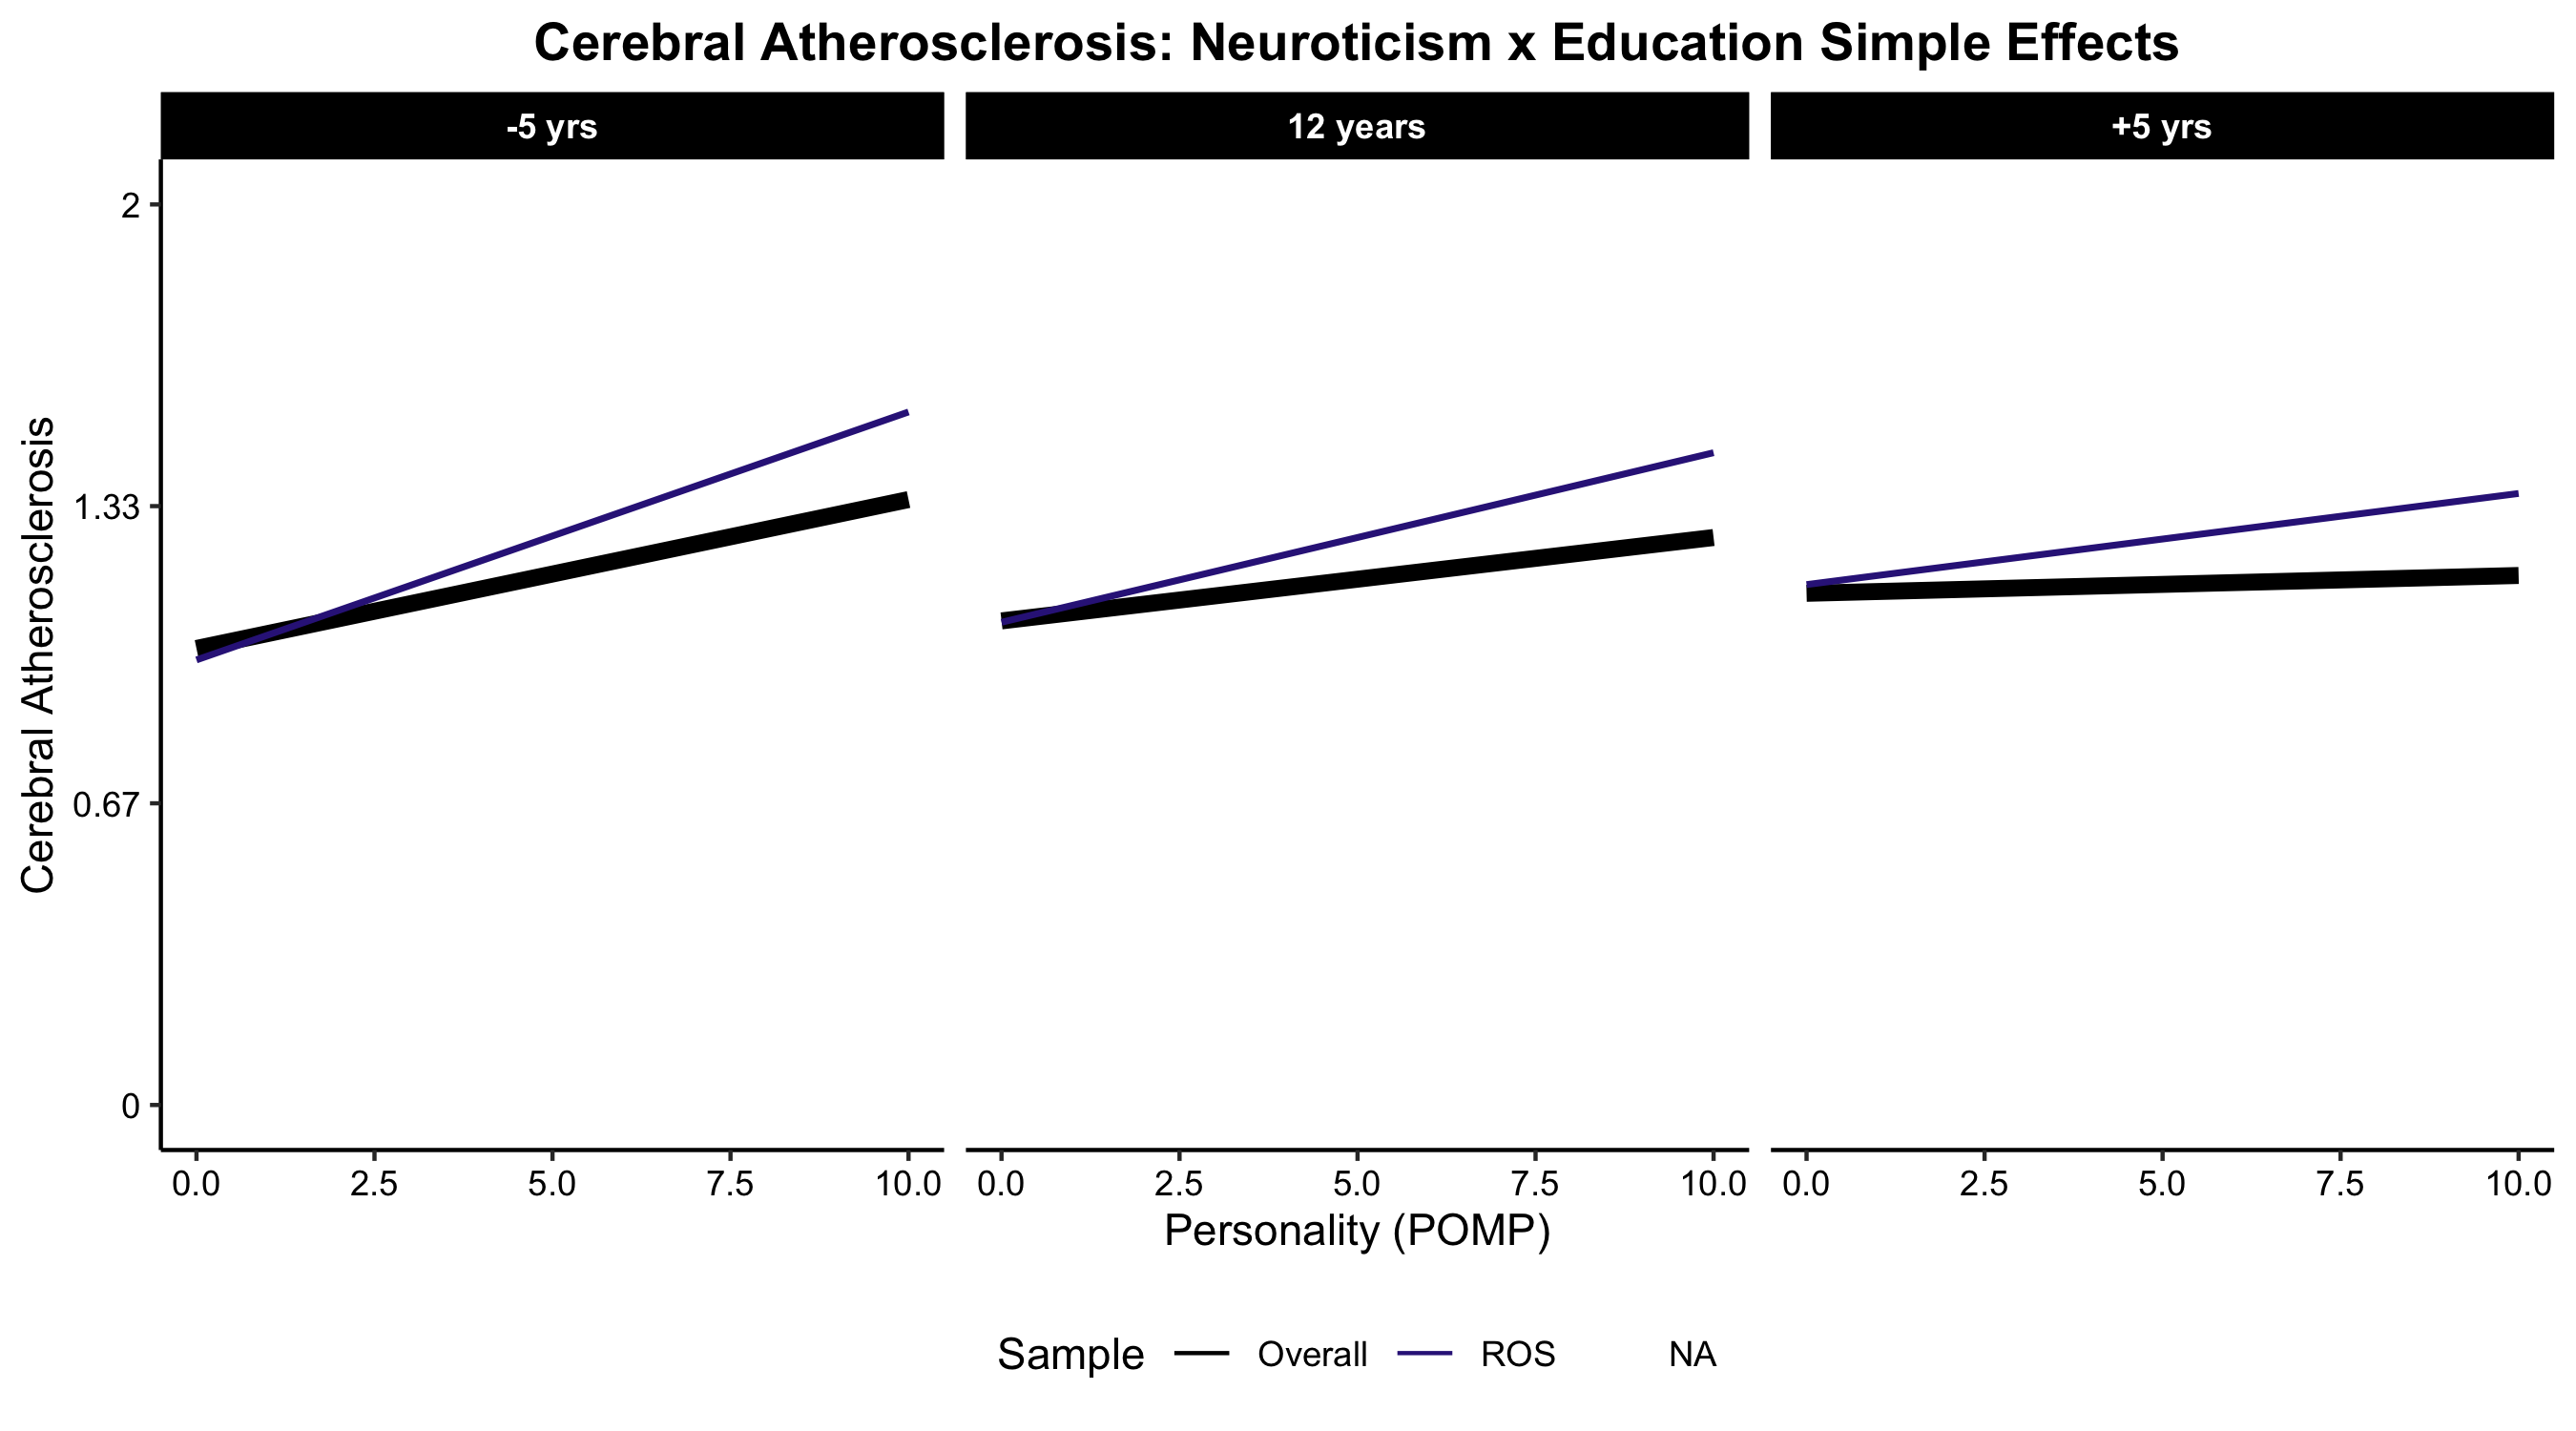 Cerebral Atherosclerosis: Neuroticism x Education Simple Effects
-5 yrs 12 years +5 yrs
Cerebral Atherosclerosis
2
1.33
0.67
0
0.0 2.5 5.0 7.5 10.0 0.0 2.5 5.0 7.5 10.0 0.0 2.5 5.0 7.5 10.0
Personality (POMP)
Sample Overall ROS NA